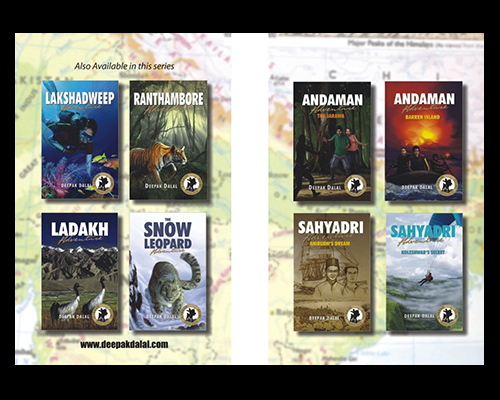 Also Available in this series
LAKSHADWEEP
Adventure
DEEPAK DALAL
RANTHAMBORE
Adventure
DEEPAK DALAL
LADAKH
Adventure
DEEPAK DALAL
THE
SNOW
LEOPARD
Adventure
DEEPAK DALAL
www.deepakdalal.com
Major Peaks of the Himalaya
C H I
ANDAMAN
Adventure
THE JARAWA
DEEPAK DALAL
ANDAMAN
Adventure
BARREN ISLAND
DEEPAK DALAL
SAHYADRI
Adventure
ANIRUDH'S DREAM
DEEPAK DALAL
SAHYADRI
Adventure
KOLESHWAR'S SECRET
DEEPAK DALAL